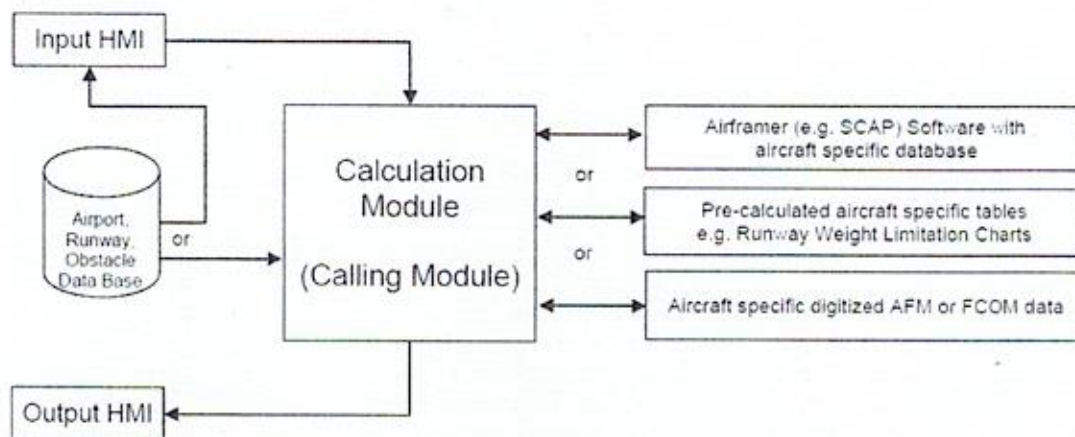 Input HMI
Airport,
Runway,
Obstacle
Data Base
or
Calculation
Module
(Calling Module)
Airframer (e.g. SCAP) Software with
aircraft specific database
or
Pre-calculated aircraft specific tables
e.g. Runway Weight Limitation Charts
or
Aircraft specific digitized AFM or FCOM data
Output HMI